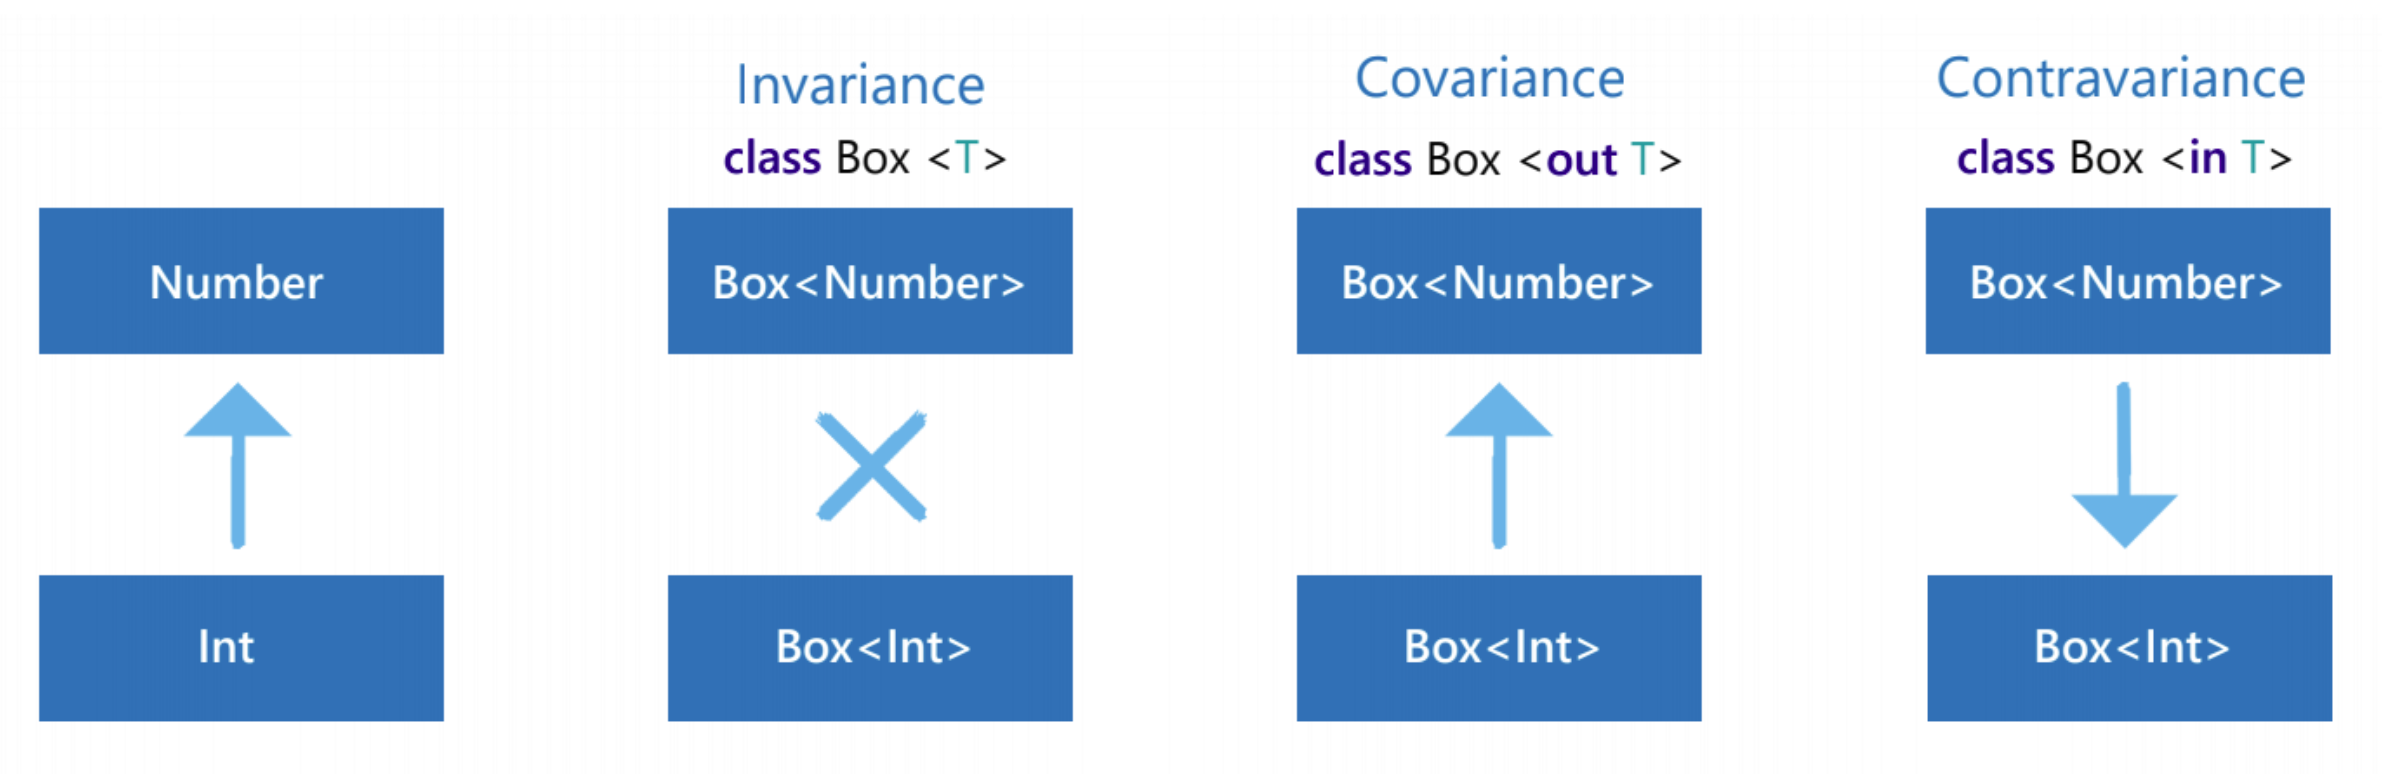 Invariance
Covariance
Contravariance
class Box <T>
class Box <out T>
class Box <in T>
Number
Box<Number>
Box<Number>
Box<Number>
Int
Box<Int>
Box<Int>
Box<Int>